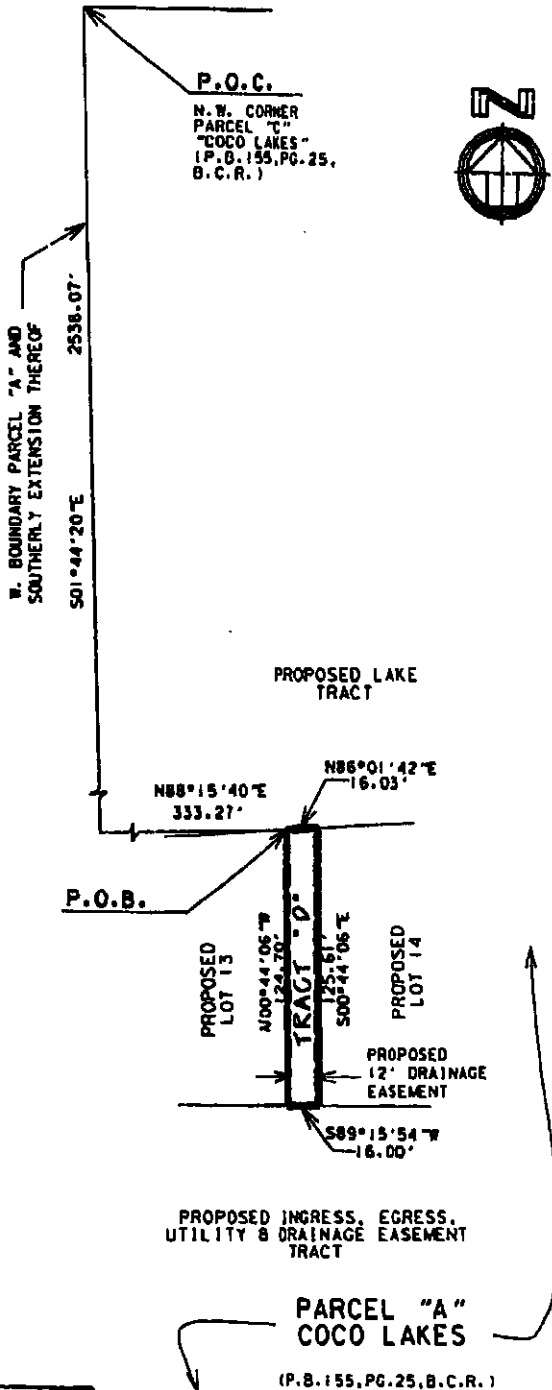 P.O.C.
N.W. CORNER
PARCEL "C"
"COCO LAKES"
(P.B.155,PG.25,
B.C.R.)
N
W. BOUNDARY PARCEL "A" AND
SOUTHERLY EXTENSION THEREOF
S01°44'20"E 2538.07'
PROPOSED LAKE
TRACT
N88°15'40"E
333.27'
N86°01'42"E
16.03'
P.O.B.
PROPOSED
LOT 13
N00°44'06"W
124.70'
TRACT "D"
125.61'
S00°44'06"E
PROPOSED
LOT 14
PROPOSED
12' DRAINAGE
EASEMENT
S89°15'54"W
16.00'
PROPOSED INGRESS, EGRESS,
UTILITY & DRAINAGE EASEMENT
TRACT
PARCEL "A"
COCO LAKES
(P.B.155,PG.25,B.C.R.)